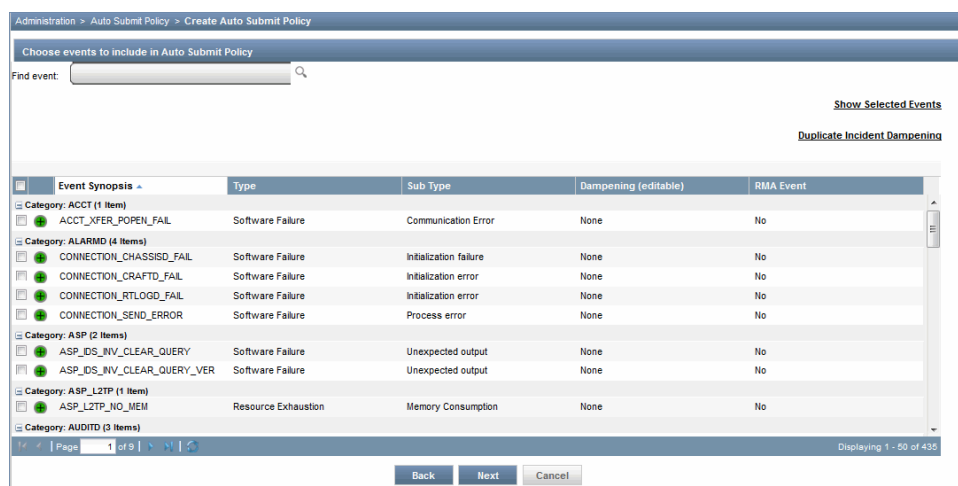 Administration > Auto Submit Policy > Create Auto Submit Policy
Choose events to include in Auto Submit Policy
Find event:
Show Selected Events
Duplicate Incident Dampening
Event Synopsis Type Sub Type Dampening (editable) RMA Event
Category: ACCT (1 Item)
ACCT_XFER_POPEN_FAIL Software Failure Communication Error None No
Category: ALARMD (4 Items)
CONNECTION_CHASSISD_FAIL Software Failure Initialization failure None No
CONNECTION_CRAFTD_FAIL Software Failure Initialization error None No
CONNECTION_RTLOGD_FAIL Software Failure Initialization error None No
CONNECTION_SEND_ERROR Software Failure Process error None No
Category: ASP (2 Items)
ASP_IDS_INV_CLEAR_QUERY Software Failure Unexpected output None No
ASP_IDS_INV_CLEAR_QUERY_VER Software Failure Unexpected output None No
Category: ASP_L2TP (1 Item)
ASP_L2TP_NO_MEM Resource Exhaustion Memory Consumption None No
Category: AUDITD (3 Items)
Page 1 of 9 Displaying 1 - 50 of 435
Back Next Cancel